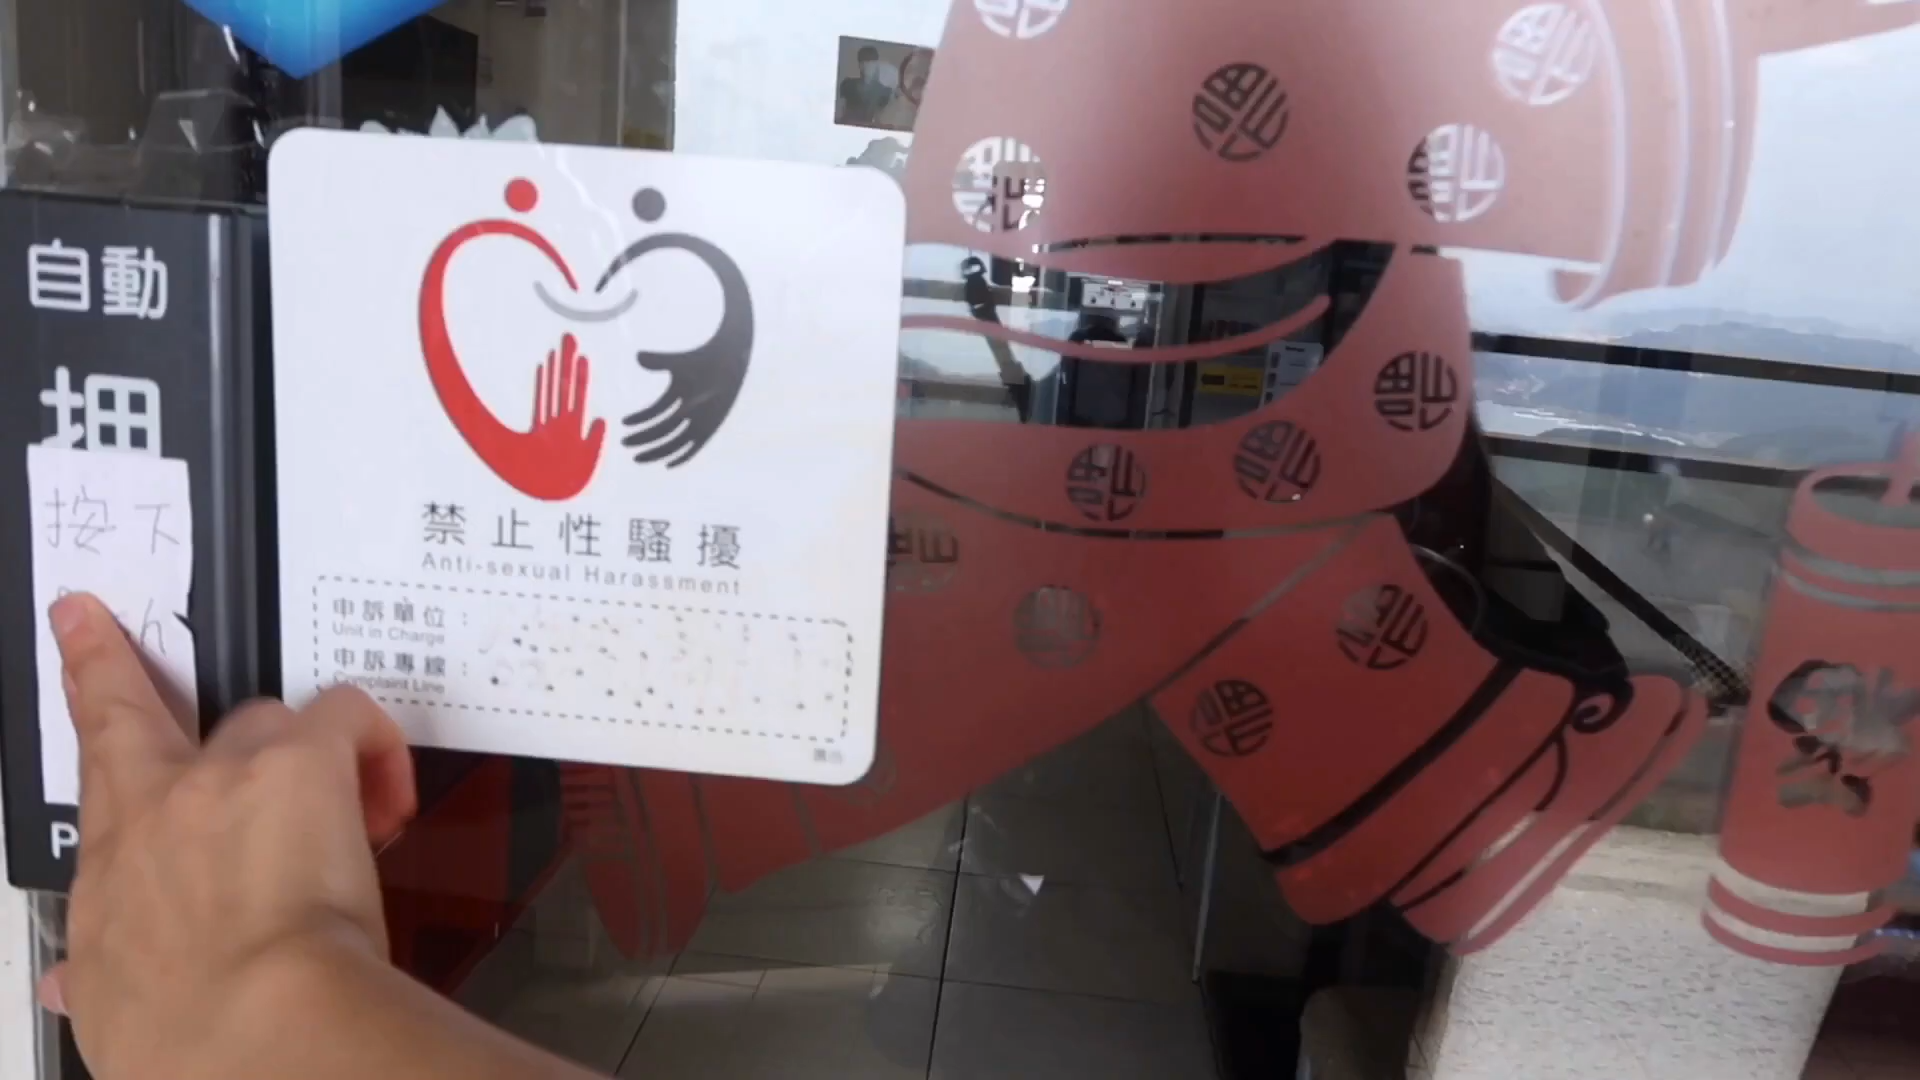 自動
押
按下
禁止性騷擾
Anti-sexual Harassment
申訴單位：
Unit in Charge
申訴專線：
Complaint Line